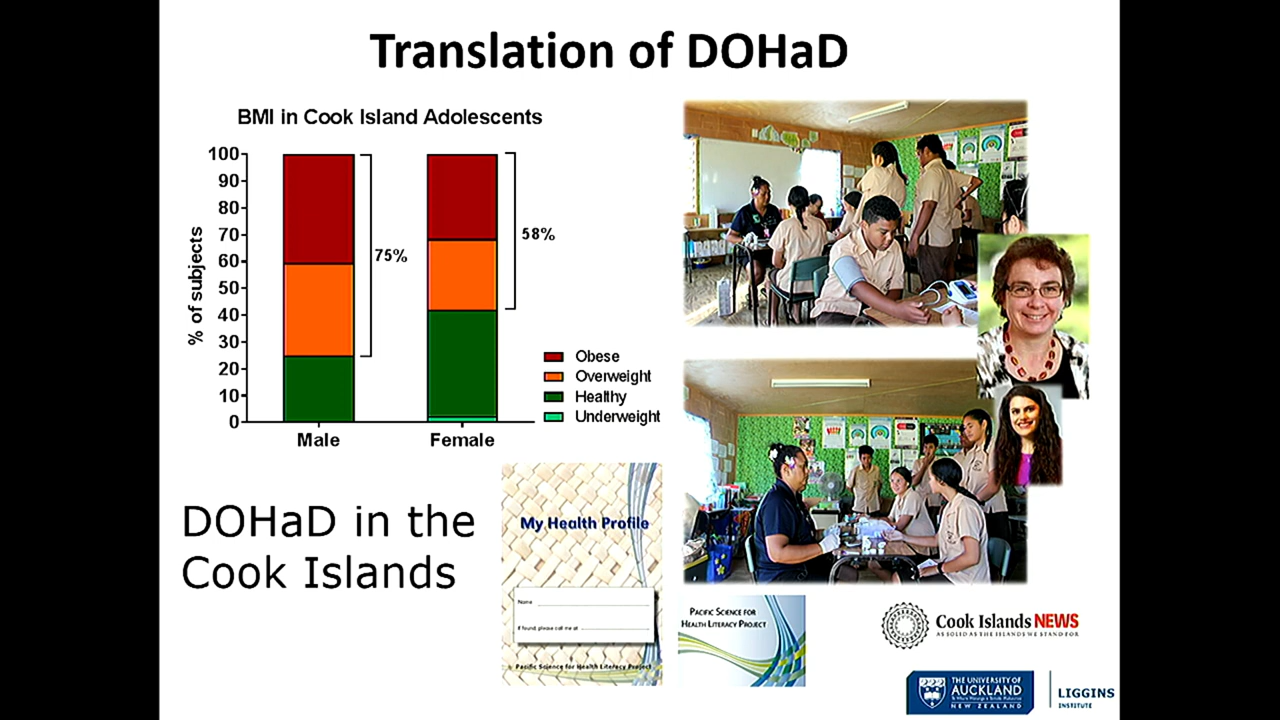 Translation of DOHaD
BMI in Cook Island Adolescents
% of subjects
100
90
80
70
60
50
40
30
20
10
0
75%
58%
Male
Female
Obese
Overweight
Healthy
Underweight
DOHaD in the
Cook Islands
My Health Profile
Name
If found, please call me at
Pacific Science for Health Literacy Project
PACIFIC SCIENCE FOR
HEALTH LITERACY PROJECT
Cook Islands NEWS
AS SOLID AS THE ISLANDS WE STAND FOR
THE UNIVERSITY OF
AUCKLAND
NEW ZEALAND
LIGGINS
INSTITUTE